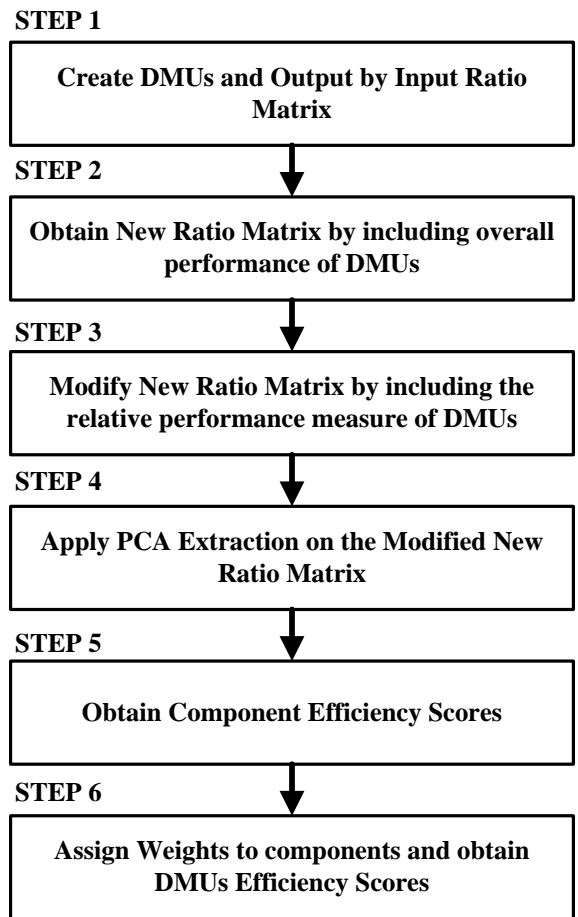 STEP 1
Create DMUs and Output by Input Ratio
Matrix
STEP 2
Obtain New Ratio Matrix by including overall
performance of DMUs
STEP 3
Modify New Ratio Matrix by including the
relative performance measure of DMUs
STEP 4
Apply PCA Extraction on the Modified New
Ratio Matrix
STEP 5
Obtain Component Efficiency Scores
STEP 6
Assign Weights to components and obtain
DMUs Efficiency Scores